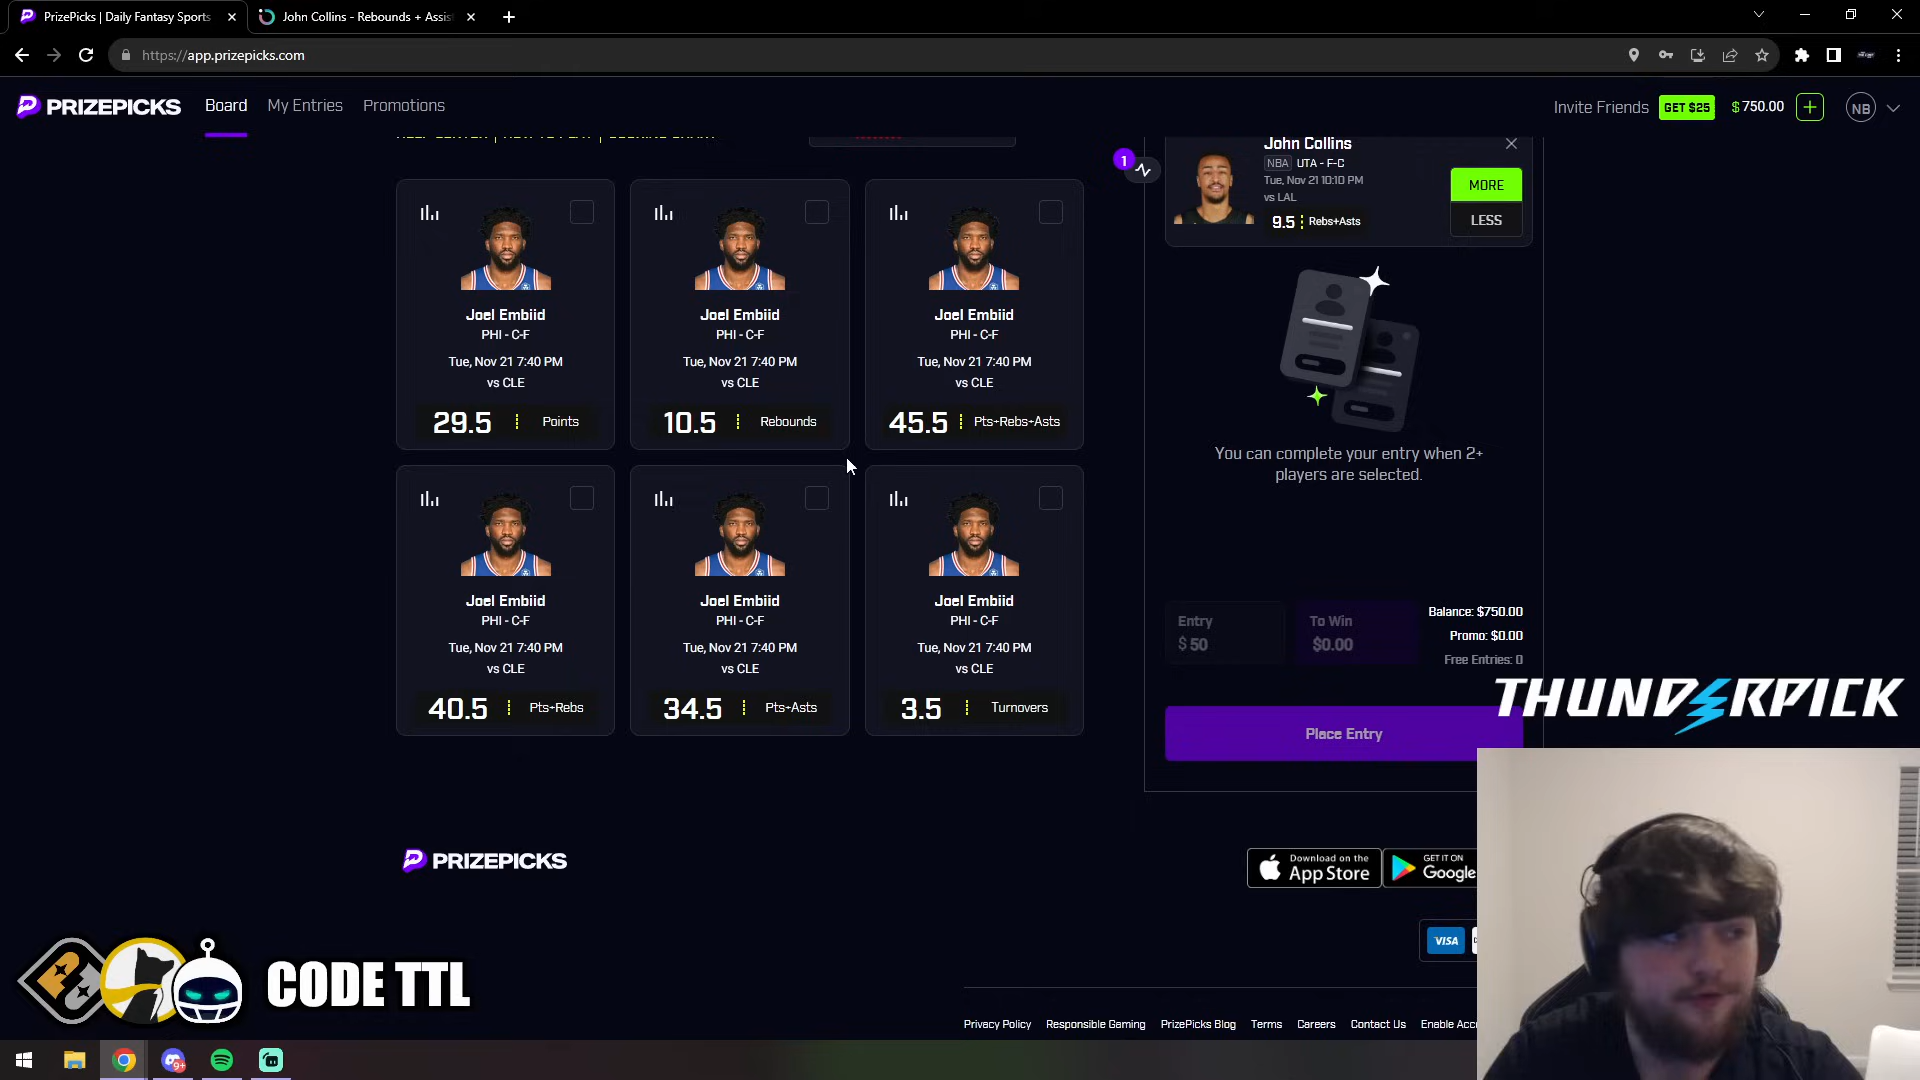 PrizePicks | Daily Fantasy Sports
John Collins - Rebounds + Assis
https://app.prizepicks.com
PRIZEPICKS
Board
My Entries
Promotions
Invite Friends
GET $25
$ 750.00
NB
1
John Collins
NBA UTA - F-C
Tue, Nov 21 10:10 PM
vs LAL
9.5 Rebs+Asts
MORE
LESS
Joel Embiid
PHI - C-F
Tue, Nov 21 7:40 PM
vs CLE
29.5 Points
Joel Embiid
PHI - C-F
Tue, Nov 21 7:40 PM
vs CLE
10.5 Rebounds
Joel Embiid
PHI - C-F
Tue, Nov 21 7:40 PM
vs CLE
45.5 Pts+Rebs+Asts
Joel Embiid
PHI - C-F
Tue, Nov 21 7:40 PM
vs CLE
40.5 Pts+Rebs
Joel Embiid
PHI - C-F
Tue, Nov 21 7:40 PM
vs CLE
34.5 Pts+Asts
Joel Embiid
PHI - C-F
Tue, Nov 21 7:40 PM
vs CLE
3.5 Turnovers
You can complete your entry when 2+
players are selected.
Entry
$ 50
To Win
$0.00
Balance: $750.00
Promo: $0.00
Free Entries: 0
THUNDERPICK
Place Entry
PRIZEPICKS
Download on the
App Store
GET IT ON
Google
VISA
CODE TTL
Privacy Policy
Responsible Gaming
PrizePicks Blog
Terms
Careers
Contact Us
Enable Acc
9+